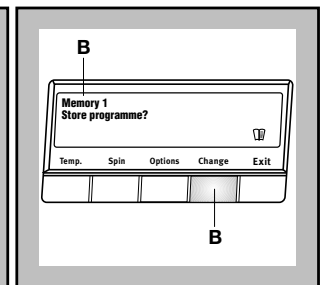 B
Memory 1
Store programme?
Temp. Spin Options Change Exit
B